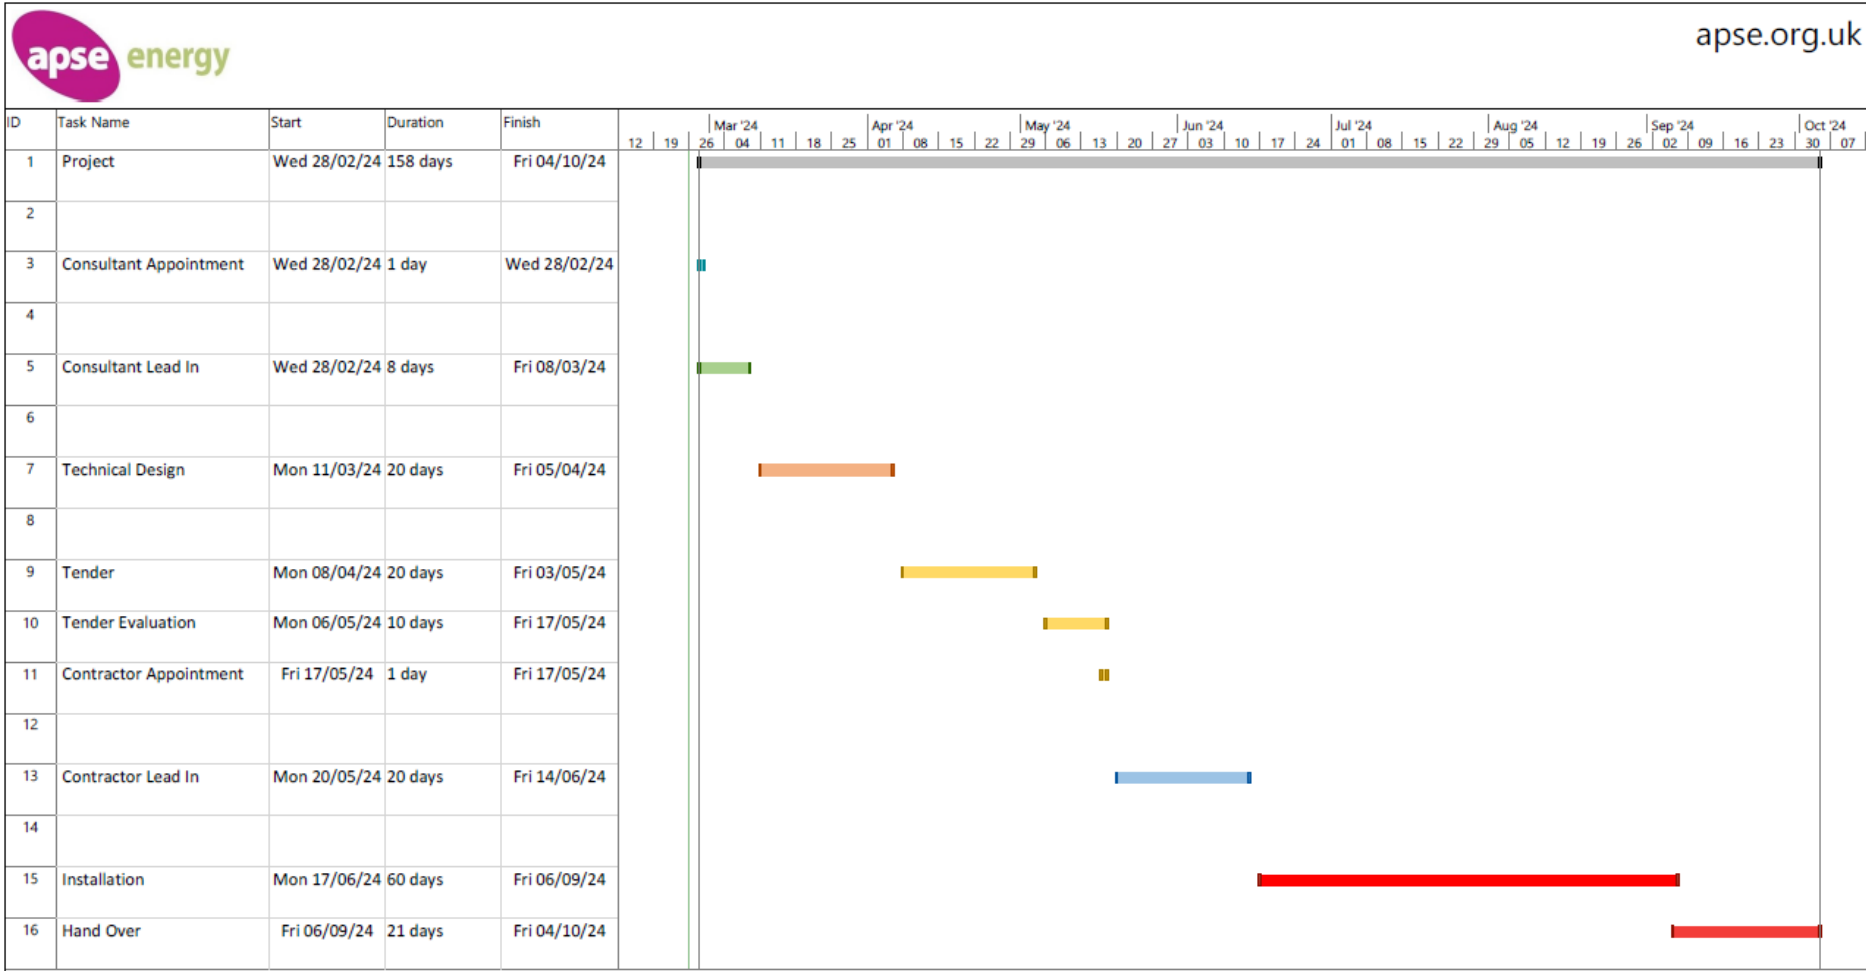 apse energy
apse.org.uk
ID Task Name Start Duration Finish
Mar '24 Apr '24 May '24 Jun '24 Jul '24 Aug '24 Sep '24 Oct '24
12 19 26 04 11 18 25 01 08 15 22 29 06 13 20 27 03 10 17 24 01 08 15 22 29 05 12 19 26 02 09 16 23 30 07
1 Project Wed 28/02/24 158 days Fri 04/10/24
2
3 Consultant Appointment Wed 28/02/24 1 day Wed 28/02/24
4
5 Consultant Lead In Wed 28/02/24 8 days Fri 08/03/24
6
7 Technical Design Mon 11/03/24 20 days Fri 05/04/24
8
9 Tender Mon 08/04/24 20 days Fri 03/05/24
10 Tender Evaluation Mon 06/05/24 10 days Fri 17/05/24
11 Contractor Appointment Fri 17/05/24 1 day Fri 17/05/24
12
13 Contractor Lead In Mon 20/05/24 20 days Fri 14/06/24
14
15 Installation Mon 17/06/24 60 days Fri 06/09/24
16 Hand Over Fri 06/09/24 21 days Fri 04/10/24